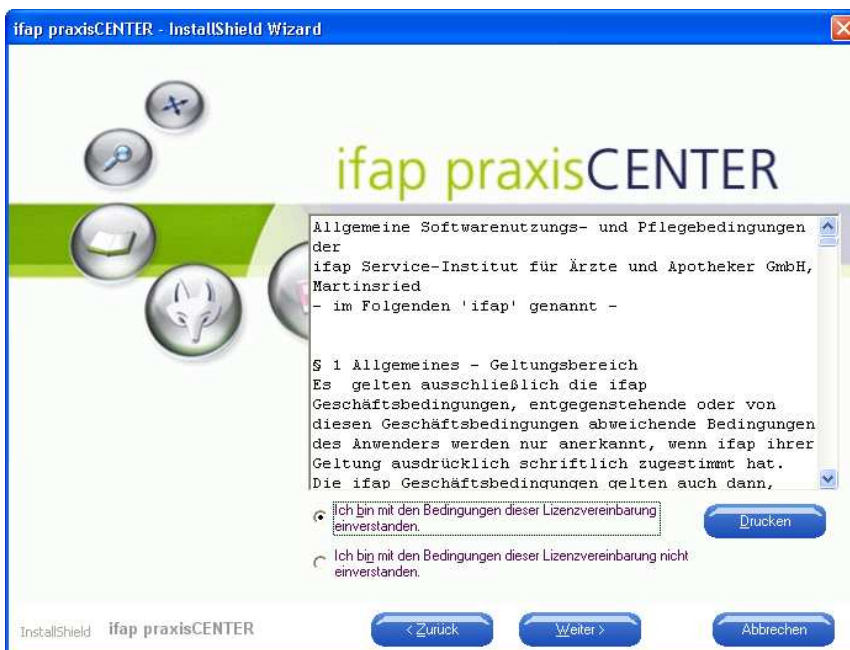 ifap praxisCENTER - InstallShield Wizard
ifap praxisCENTER
Allgemeine Softwarenutzungs- und Pflegebedingungen
der
ifap Service-Institut für Ärzte und Apotheker GmbH,
Martinsried
- im Folgenden 'ifap' genannt -
§ 1 Allgemeines - Geltungsbereich
Es  gelten ausschließlich die ifap
Geschäftsbedingungen, entgegenstehende oder von
diesen Geschäftsbedingungen abweichende Bedingungen
des Anwenders werden nur anerkannt, wenn ifap ihrer
Geltung ausdrücklich schriftlich zugestimmt hat.
Die ifap Geschäftsbedingungen gelten auch dann,
Ich bin mit den Bedingungen dieser Lizenzvereinbarung
einverstanden.
Drucken
Ich bin mit den Bedingungen dieser Lizenzvereinbarung nicht
einverstanden.
InstallShield ifap praxisCENTER
< Zurück
Weiter >
Abbrechen